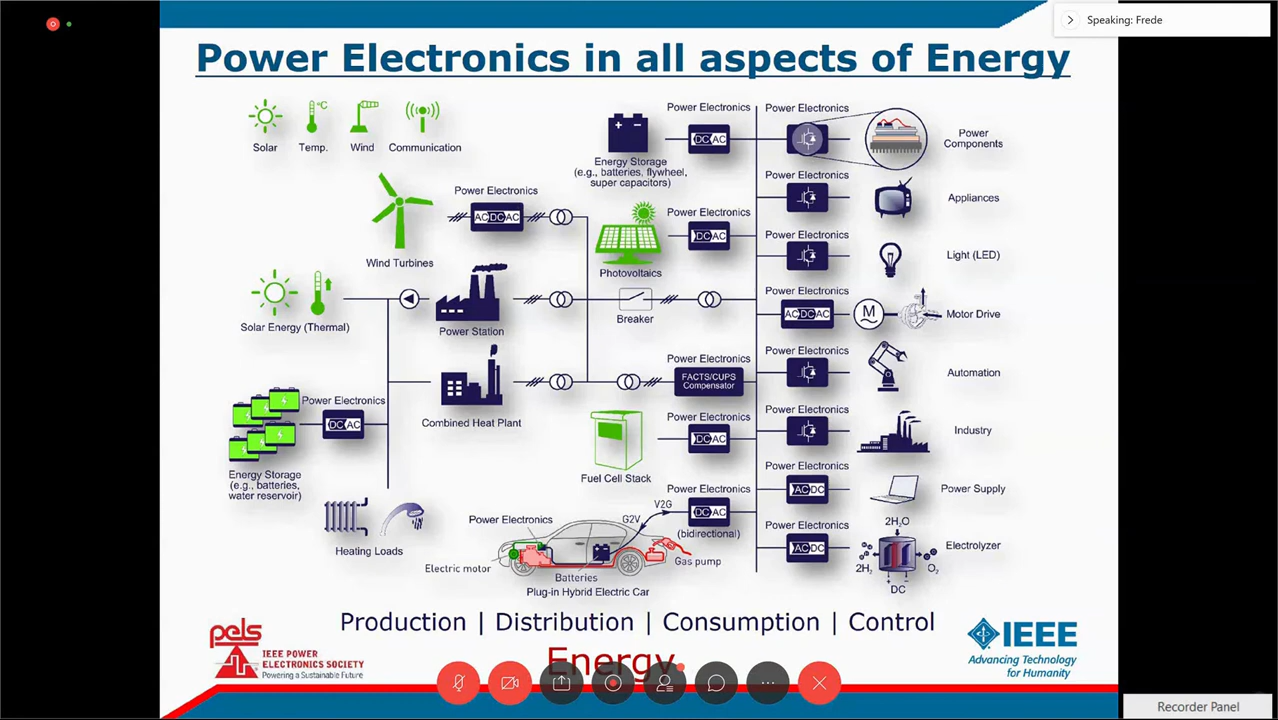 Speaking: Frede
Power Electronics in all aspects of Energy
°C
Solar
Temp.
Wind
Communication
Wind Turbines
Power Electronics
AC DC AC
Solar Energy (Thermal)
Power Station
Combined Heat Plant
Power Electronics
DC AC
Energy Storage
(e.g., batteries,
water reservoir)
Heating Loads
Power Electronics
DC AC
Energy Storage
(e.g., batteries, flywheel,
super capacitors)
Power Electronics
DC AC
Photovoltaics
Breaker
Power Electronics
FACTS/CUPS
Compensator
Power Electronics
DC AC
Fuel Cell Stack
Power Electronics
DC AC
(bidirectional)
V2G
G2V
Power Electronics
Electric motor
Batteries
Gas pump
Plug-in Hybrid Electric Car
Power Electronics
Power
Components
Power Electronics
Appliances
Power Electronics
Light (LED)
Power Electronics
AC DC AC
M
Motor Drive
Power Electronics
Automation
Power Electronics
Industry
Power Electronics
AC DC
Power Supply
Power Electronics
AC DC
2H₂O
Electrolyzer
2H₂
O₂
+ -
DC
Production | Distribution | Consumption | Control
Energy
pels
IEEE POWER
ELECTRONICS SOCIETY
Powering a Sustainable Future
IEEE
Advancing Technology
for Humanity
Recorder Panel